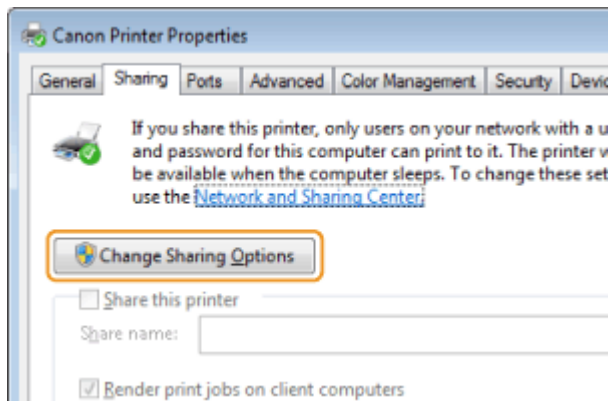 Canon Printer Properties
General Sharing Ports Advanced Color Management Security
If you share this printer, only users on your network with a
and password for this computer can print to it. The printer
be available when the computer sleeps. To change these
use the Network and Sharing Center.
Change Sharing Options
Share this printer
Share name:
Render print jobs on client computers